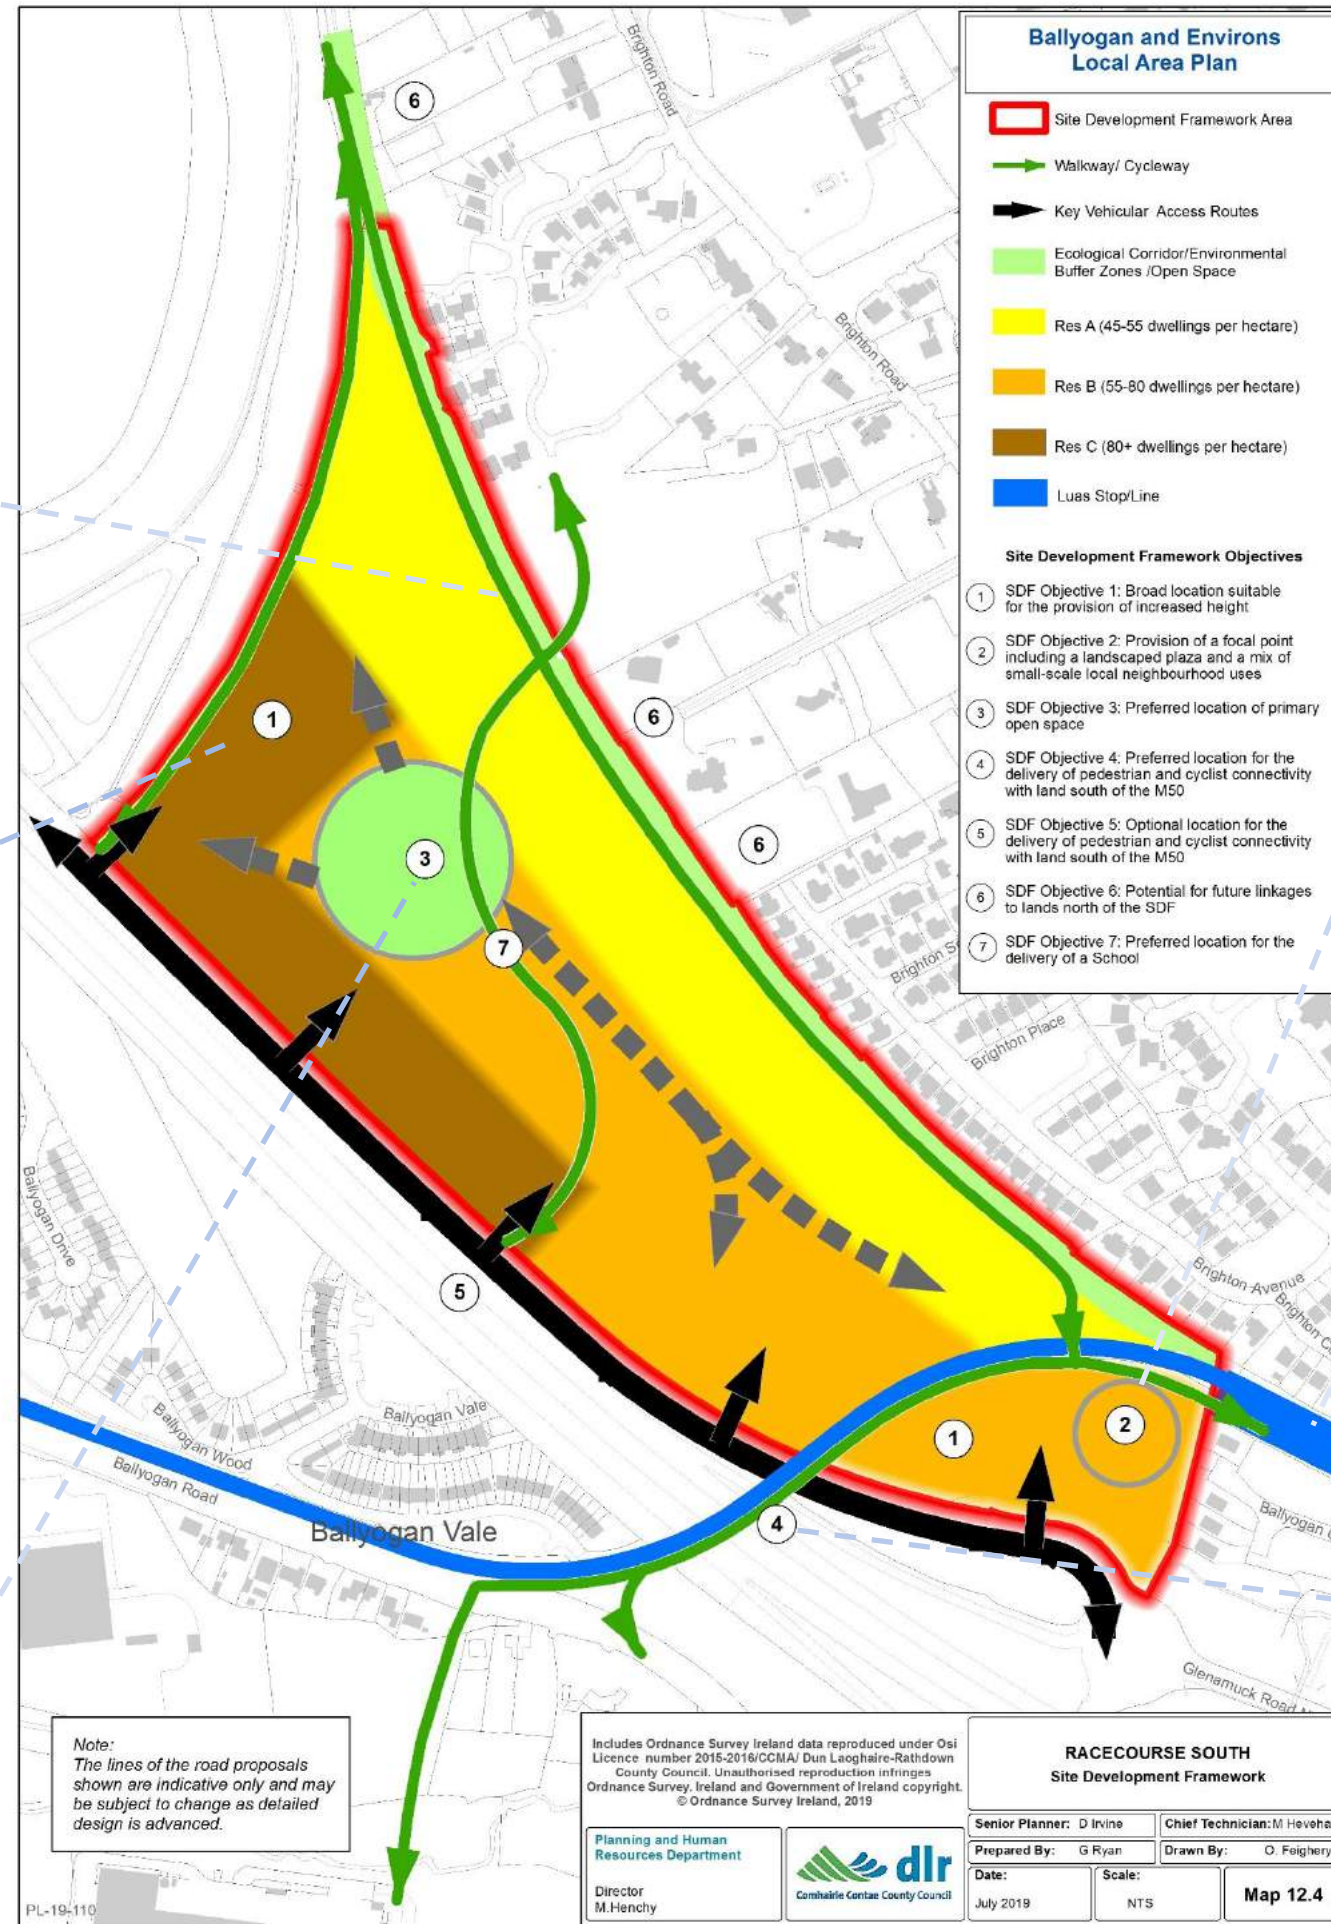 Ballyogan and Environs
Local Area Plan
Site Development Framework Area
Walkway/ Cycleway
Key Vehicular Access Routes
Ecological Corridor/Environmental
Buffer Zones /Open Space
Res A (45-55 dwellings per hectare)
Res B (55-80 dwellings per hectare)
Res C (80+ dwellings per hectare)
Luas Stop/Line
Site Development Framework Objectives
1 SDF Objective 1: Broad location suitable
for the provision of increased height
2 SDF Objective 2: Provision of a focal point
including a landscaped plaza and a mix of
small-scale local neighbourhood uses
3 SDF Objective 3: Preferred location of primary
open space
4 SDF Objective 4: Preferred location for the
delivery of pedestrian and cyclist connectivity
with land south of the M50
5 SDF Objective 5: Optional location for the
delivery of pedestrian and cyclist connectivity
with land south of the M50
6 SDF Objective 6: Potential for future linkages
to lands north of the SDF
7 SDF Objective 7: Preferred location for the
delivery of a School
Brighton Road
6
Brighton Road
1
6
3
6
7
Brighton
Brighton Place
Ballyogan Drive
5
Brighton Avenue
Brighton
Ballyogan Vale
Ballyogan Wood
Ballyogan Road
1
2
Ballyogan Vale
4
Ballyogan
Glenamuck Road
Note:
The lines of the road proposals
shown are indicative only and may
be subject to change as detailed
design is advanced.
PL-19-110
Includes Ordnance Survey Ireland data reproduced under Osi
Licence number 2015-2016/CCMA/ Dun Laoghaire-Rathdown
County Council. Unauthorised reproduction infringes
Ordnance Survey. Ireland and Government of Ireland copyright.
© Ordnance Survey Ireland, 2019
Planning and Human
Resources Department
Director
M.Henchy
dlr
Comhairle Contae County Council
RACECOURSE SOUTH
Site Development Framework
Senior Planner: D Irvine
Chief Technician: M Heveha
Prepared By: G Ryan
Drawn By: O. Feighery
Date:
July 2019
Scale:
NTS
Map 12.4